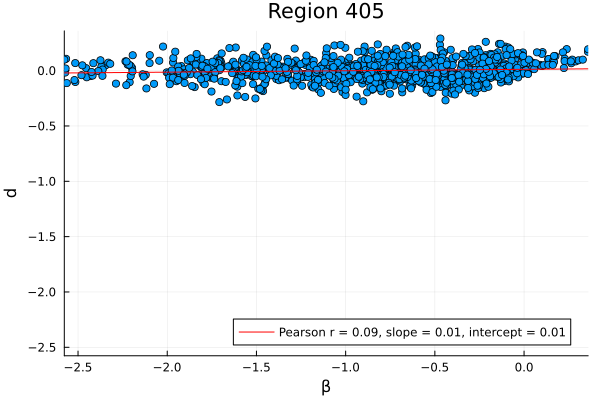 Region 405
d
0.0
−0.5
−1.0
−1.5
−2.0
−2.5
Pearson r = 0.09, slope = 0.01, intercept = 0.01
−2.5 −2.0 −1.5 −1.0 −0.5 0.0
β